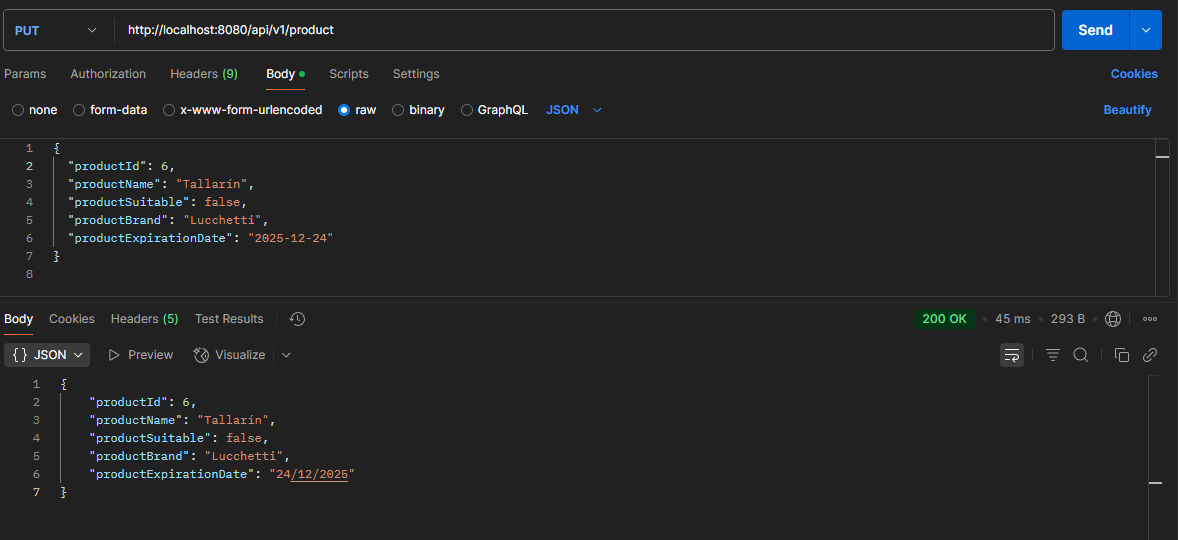 PUT http://localhost:8080/api/v1/product Send
Params Authorization Headers (9) Body Scripts Settings Cookies
none form-data x-www-form-urlencoded raw binary GraphQL JSON Beautify
1 {
2 "productId": 6,
3 "productName": "Tallarín",
4 "productSuitable": false,
5 "productBrand": "Lucchetti",
6 "productExpirationDate": "2025-12-24"
7 }
8
Body Cookies Headers (5) Test Results 200 OK • 45 ms • 293 B •
{ } JSON Preview Visualize
1 {
2 "productId": 6,
3 "productName": "Tallarín",
4 "productSuitable": false,
5 "productBrand": "Lucchetti",
6 "productExpirationDate": "24/12/2025"
7 }